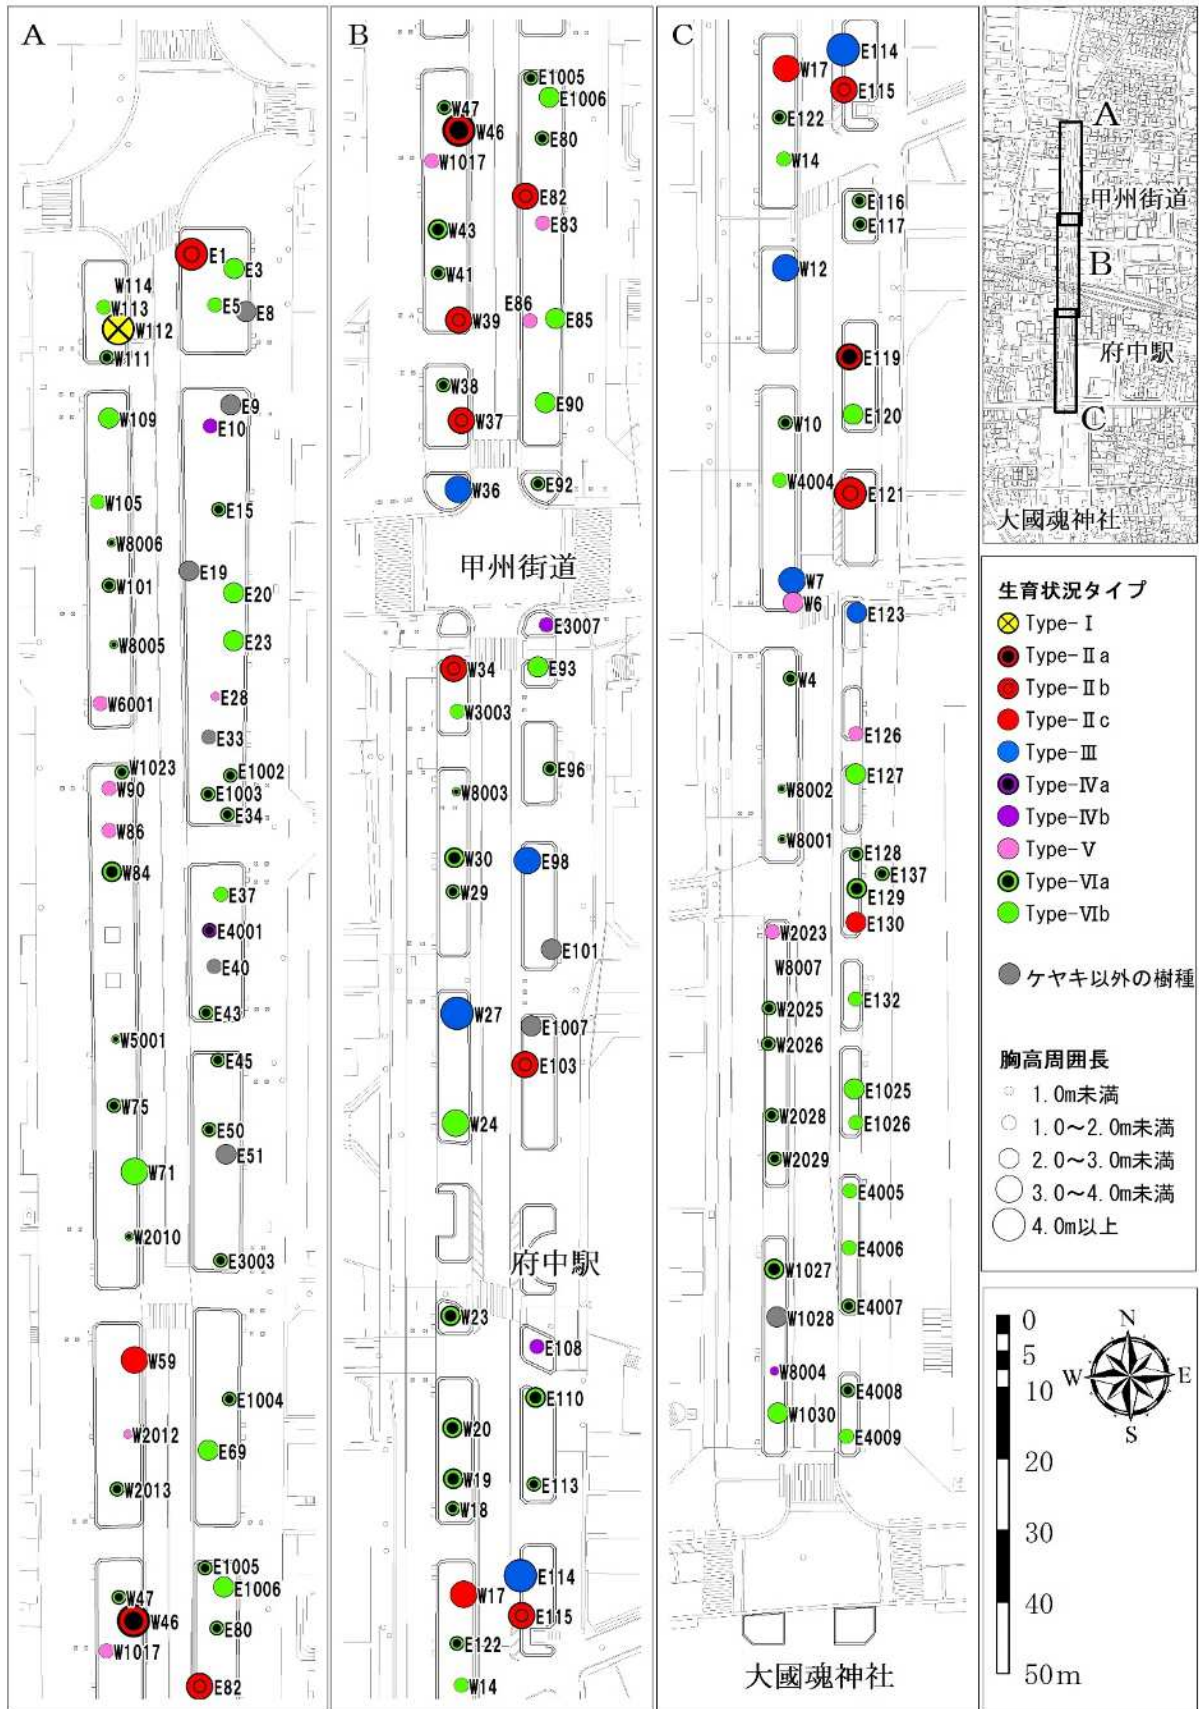 A
E1
E3
W114
W113
E5
E8
W112
W111
E9
W109
E10
W105
E15
W8006
E19
W101
E20
W8005
E23
E28
W6001
E33
W1023
E1002
W90
E1003
E34
W86
W84
E37
E4001
E40
E43
W5001
E45
W75
E50
E51
W71
W2010
E3003
W59
E1004
W2012
E69
W2013
E1005
E1006
W47
W46
E80
W1017
E82
B
E1005
E1006
W47
W46
E80
W1017
E82
E83
W43
W41
E86
W39
E85
W38
E90
W37
W36
E92
甲州街道
E3007
W34
E93
W3003
E96
W8003
W30
E98
W29
E101
W27
E1007
E103
W24
府中駅
W23
E108
E110
W20
W19
E113
W18
E114
W17
E115
E122
W14
C
E114
W17
E115
E122
W14
E116
E117
W12
E119
E120
W10
W4004
E121
W7
W6
E123
W4
E126
E127
W8002
W8001
E128
E137
E129
E130
W2023
W8007
E132
W2025
W2026
E1025
W2028
E1026
W2029
E4005
E4006
W1027
E4007
W1028
W8004
E4008
W1030
E4009
大國魂神社
A
甲州街道
B
府中駅
C
大國魂神社
生育状況タイプ
Type-Ⅰ
Type-Ⅱa
Type-Ⅱb
Type-Ⅱc
Type-Ⅲ
Type-Ⅳa
Type-Ⅳb
Type-Ⅴ
Type-Ⅵa
Type-Ⅵb
ケヤキ以外の樹種
胸高周囲長
1.0m未満
1.0～2.0m未満
2.0～3.0m未満
3.0～4.0m未満
4.0m以上
0
5
10
20
30
40
50m
N
W E
S